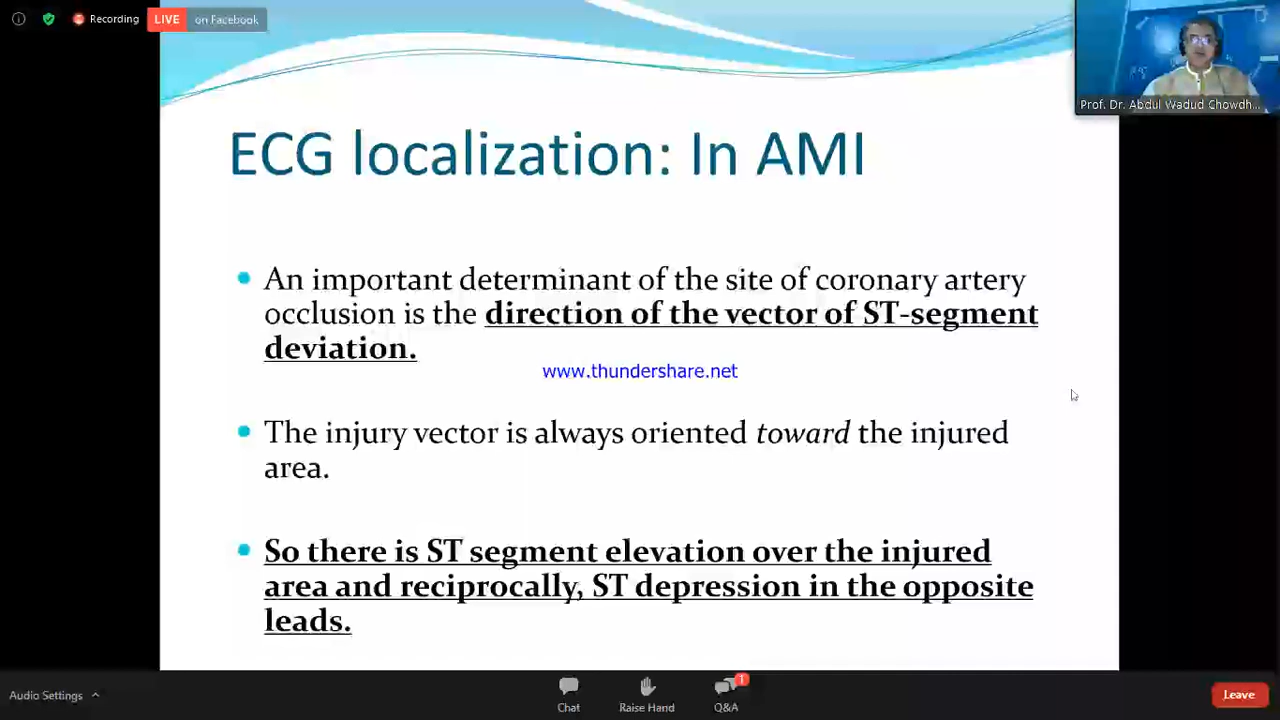 Recording
LIVE on Facebook
Prof. Dr. Abdul Wadud Chowdh...
ECG localization: In AMI
An important determinant of the site of coronary artery
occlusion is the direction of the vector of ST-segment
deviation.
www.thundershare.net
The injury vector is always oriented toward the injured
area.
So there is ST segment elevation over the injured
area and reciprocally, ST depression in the opposite
leads.
Audio Settings
Chat
Raise Hand
1
Q&A
Leave